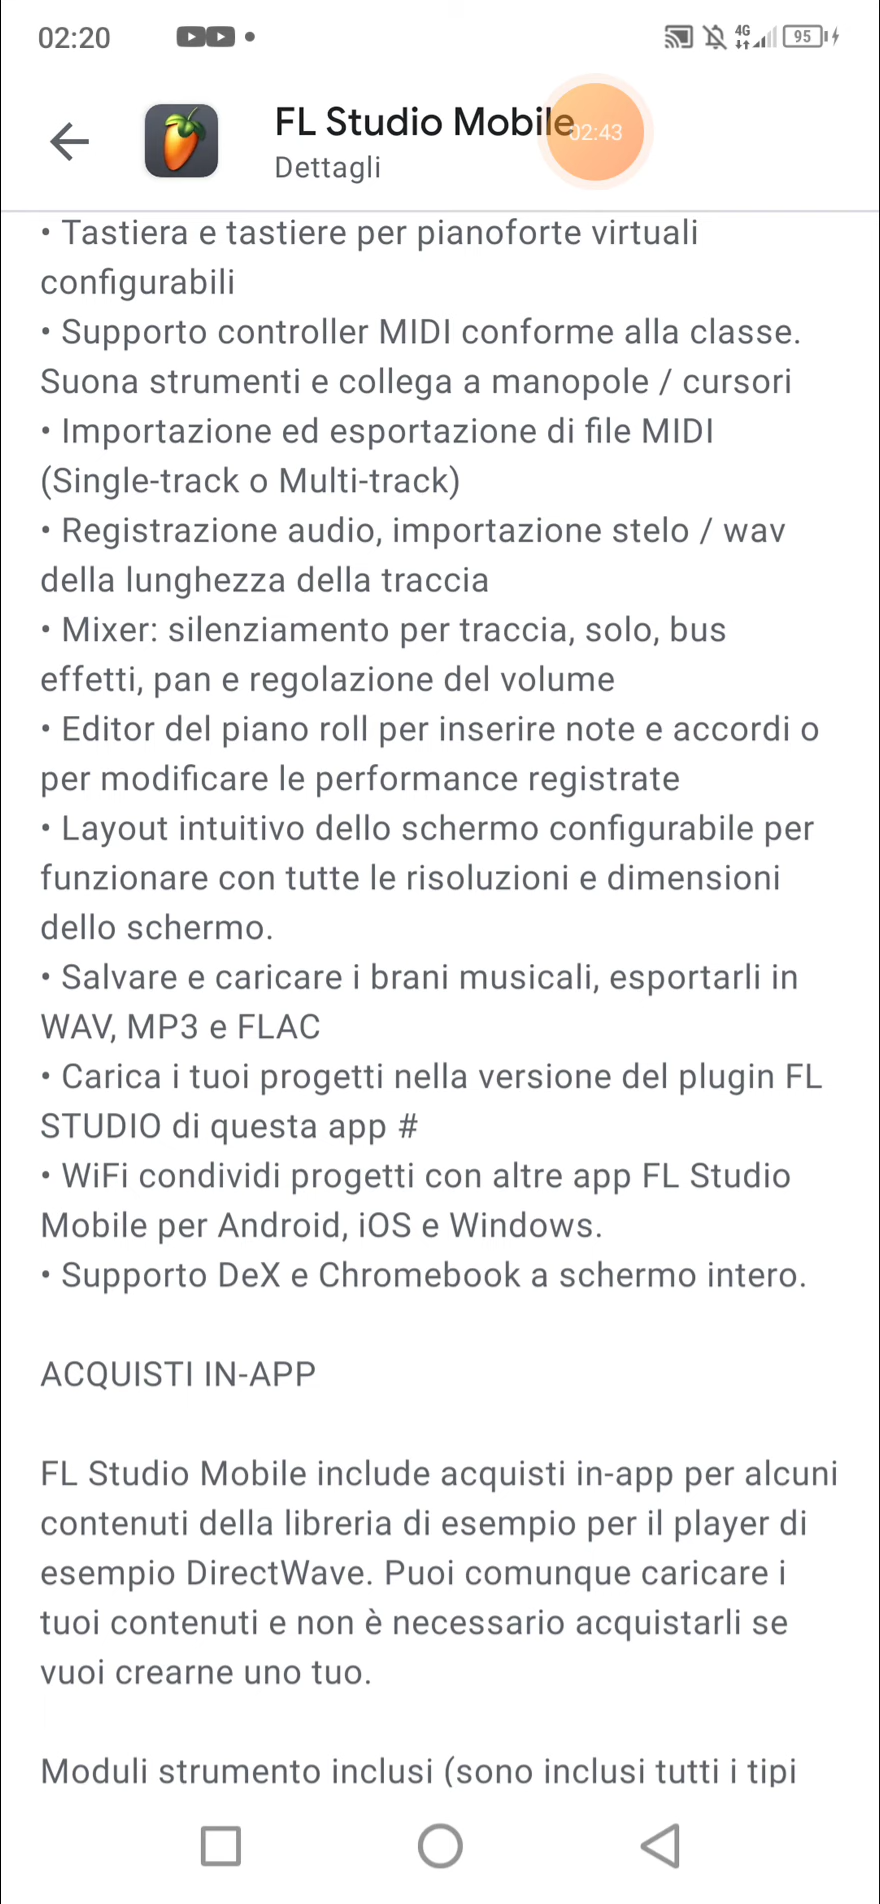 02:20
4G
95
FL Studio Mobile
02:43
Dettagli
• Tastiera e tastiere per pianoforte virtuali
configurabili
• Supporto controller MIDI conforme alla classe.
Suona strumenti e collega a manopole / cursori
• Importazione ed esportazione di file MIDI
(Single-track o Multi-track)
• Registrazione audio, importazione stelo / wav
della lunghezza della traccia
• Mixer: silenziamento per traccia, solo, bus
effetti, pan e regolazione del volume
• Editor del piano roll per inserire note e accordi o
per modificare le performance registrate
• Layout intuitivo dello schermo configurabile per
funzionare con tutte le risoluzioni e dimensioni
dello schermo.
• Salvare e caricare i brani musicali, esportarli in
WAV, MP3 e FLAC
• Carica i tuoi progetti nella versione del plugin FL
STUDIO di questa app #
• WiFi condividi progetti con altre app FL Studio
Mobile per Android, iOS e Windows.
• Supporto DeX e Chromebook a schermo intero.
ACQUISTI IN-APP
FL Studio Mobile include acquisti in-app per alcuni
contenuti della libreria di esempio per il player di
esempio DirectWave. Puoi comunque caricare i
tuoi contenuti e non è necessario acquistarli se
vuoi crearne uno tuo.
Moduli strumento inclusi (sono inclusi tutti i tipi